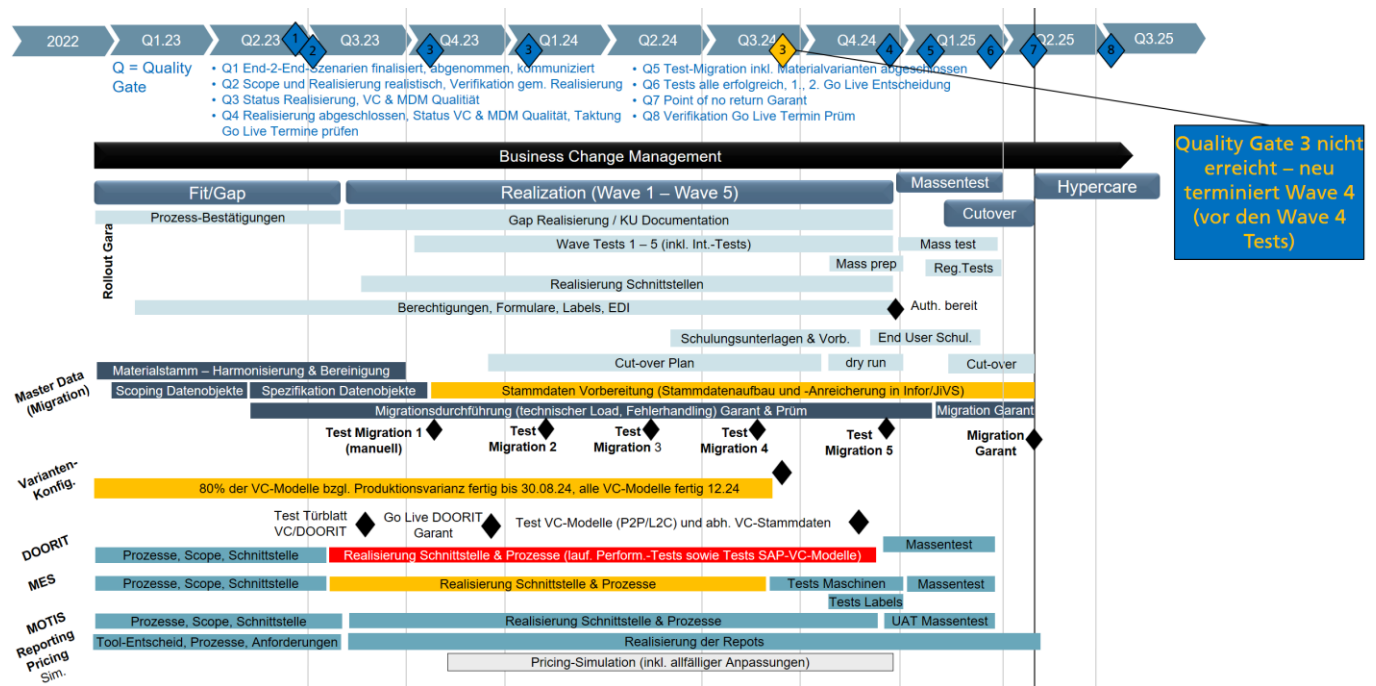 2022
Q1.23
Q2.23
Q3.23
Q4.23
Q1.24
Q2.24
Q3.24
Q4.24
Q1.25
Q2.25
Q3.25
1
2
3
3
3
4
5
6
7
8
Q = Quality
Gate
• Q1 End-2-End-Szenarien finalisiert, abgenommen, kommuniziert
• Q2 Scope und Realisierung realistisch, Verifikation gem. Realisierung
• Q3 Status Realisierung, VC & MDM Qualitiät
• Q4 Realisierung abgeschlossen, Status VC & MDM Qualität, Taktung
Go Live Termine prüfen
• Q5 Test-Migration inkl. Materialvarianten abgeschlossen
• Q6 Tests alle erfolgreich, 1., 2. Go Live Entscheidung
• Q7 Point of no return Garant
• Q8 Verifikation Go Live Termin Prüm
Quality Gate 3 nicht
erreicht – neu
terminiert Wave 4
(vor den Wave 4
Tests)
Business Change Management
Fit/Gap
Realization (Wave 1 – Wave 5)
Massentest
Hypercare
Cutover
Rollout Gara
Prozess-Bestätigungen
Gap Realisierung / KU Documentation
Wave Tests 1 – 5 (inkl. Int.-Tests)
Mass test
Mass prep
Reg.Tests
Realisierung Schnittstellen
Berechtigungen, Formulare, Labels, EDI
Auth. bereit
Schulungsunterlagen & Vorb.
End User Schul.
Cut-over Plan
dry run
Cut-over
Master Data
(Migration)
Materialstamm – Harmonisierung & Bereinigung
Scoping Datenobjekte
Spezifikation Datenobjekte
Stammdaten Vorbereitung (Stammdatenaufbau und -Anreicherung in Infor/JiVS)
Migrationsdurchführung (technischer Load, Fehlerhandling) Garant & Prüm
Migration Garant
Test Migration 1
(manuell)
Test
Migration 2
Test
Migration 3
Test
Migration 4
Test
Migration 5
Migration
Garant
Varianten-
Konfig.
80% der VC-Modelle bzgl. Produktionsvarianz fertig bis 30.08.24, alle VC-Modelle fertig 12.24
Test Türblatt
VC/DOORIT
Go Live DOORIT
Garant
Test VC-Modelle (P2P/L2C) und abh. VC-Stammdaten
DOORIT
Massentest
Prozesse, Scope, Schnittstelle
Realisierung Schnittstelle & Prozesse (lauf. Perform.-Tests sowie Tests SAP-VC-Modelle)
MES
Prozesse, Scope, Schnittstelle
Realisierung Schnittstelle & Prozesse
Tests Maschinen
Massentest
Tests Labels
MOTIS
Prozesse, Scope, Schnittstelle
Realisierung Schnittstelle & Prozesse
UAT Massentest
Reporting
Tool-Entscheid, Prozesse, Anforderungen
Realisierung der Repots
Pricing
Sim.
Pricing-Simulation (inkl. allfälliger Anpassungen)